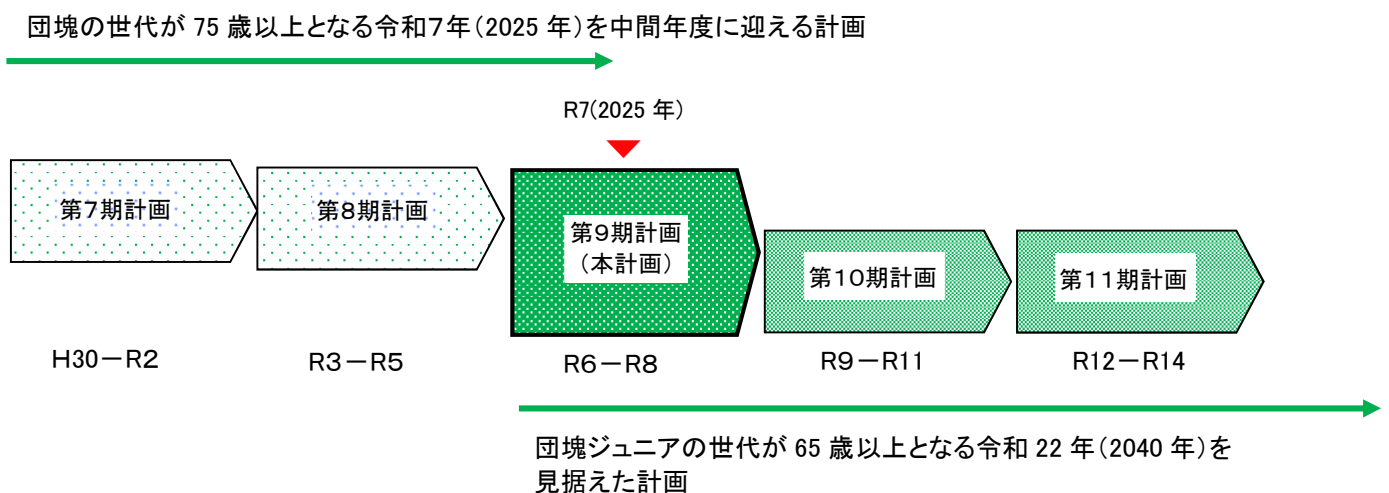 団塊の世代が 75 歳以上となる令和7年(2025 年)を中間年度に迎える計画
R7(2025 年)
第7期計画
第8期計画
第9期計画
(本計画)
第10期計画
第11期計画
H30-R2
R3-R5
R6-R8
R9-R11
R12-R14
団塊ジュニアの世代が 65 歳以上となる令和 22 年(2040 年)を
見据えた計画